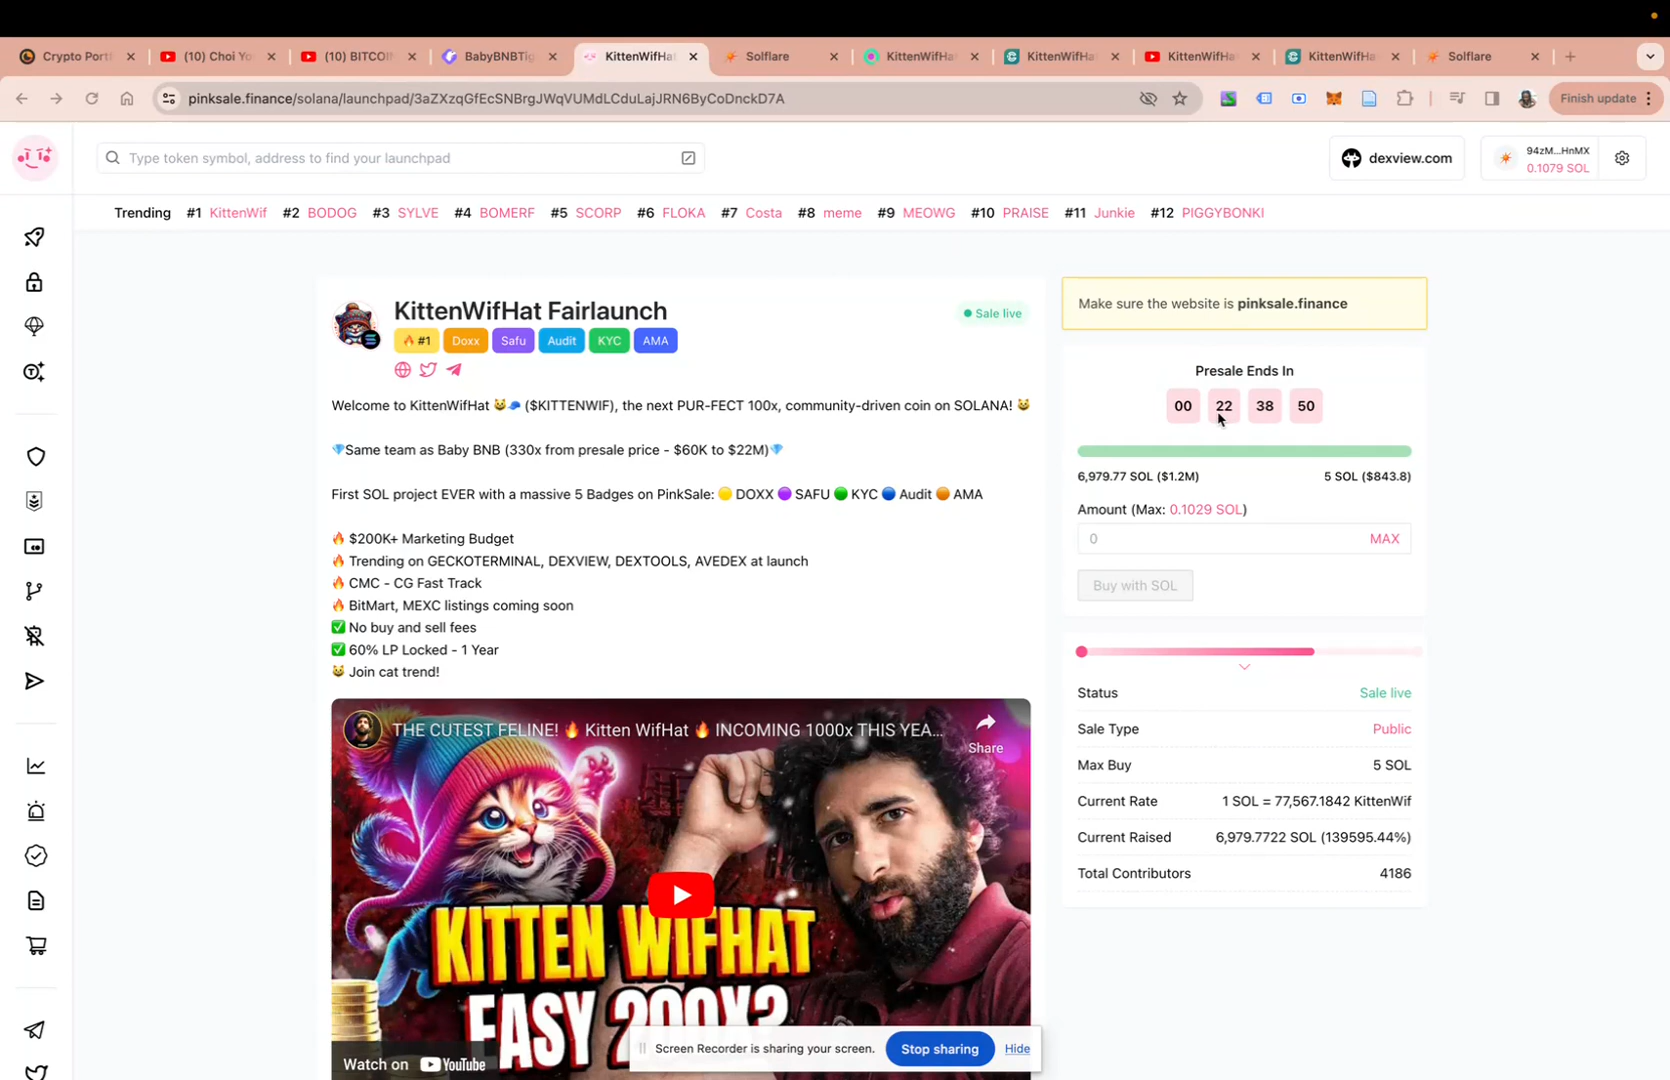 Crypto Port
(10) Choi Yo
(10) BITCOI
BabyBNBTig
KittenWifHa
Solflare
KittenWifHa
KittenWifHa
KittenWifHa
KittenWifHa
Solflare
pinksale.finance/solana/launchpad/3aZXzqGfEcSNBrgJWqVUMdLCduLajJRN6ByCoDnckD7A
Finish update
Type token symbol, address to find your launchpad
dexview.com
94zM...HnMX
0.1079 SOL
Trending #1 KittenWif #2 BODOG #3 SYLVE #4 BOMERF #5 SCORP #6 FLOKA #7 Costa #8 meme #9 MEOWG #10 PRAISE #11 Junkie #12 PIGGYBONKI
KittenWifHat Fairlaunch
Sale live
🔥 #1 Doxx Safu Audit KYC AMA
Welcome to KittenWifHat 😺🧢 ($KITTENWIF), the next PUR-FECT 100x, community-driven coin on SOLANA! 😺
💎Same team as Baby BNB (330x from presale price - $60K to $22M)💎
First SOL project EVER with a massive 5 Badges on PinkSale: 🟡 DOXX 🟣 SAFU 🟢 KYC 🔵 Audit 🟠 AMA
🔥 $200K+ Marketing Budget
🔥 Trending on GECKOTERMINAL, DEXVIEW, DEXTOOLS, AVEDEX at launch
🔥 CMC - CG Fast Track
🔥 BitMart, MEXC listings coming soon
✅ No buy and sell fees
✅ 60% LP Locked - 1 Year
😺 Join cat trend!
THE CUTEST FELINE! 🔥 Kitten WifHat 🔥 INCOMING 1000x THIS YEA...
Share
KITTEN WIFHAT
EASY 200X?
Watch on YouTube
Screen Recorder is sharing your screen.
Stop sharing
Hide
Make sure the website is pinksale.finance
Presale Ends In
00 22 38 50
6,979.77 SOL ($1.2M) 5 SOL ($843.8)
Amount (Max: 0.1029 SOL)
0 MAX
Buy with SOL
Status Sale live
Sale Type Public
Max Buy 5 SOL
Current Rate 1 SOL = 77,567.1842 KittenWif
Current Raised 6,979.7722 SOL (139595.44%)
Total Contributors 4186